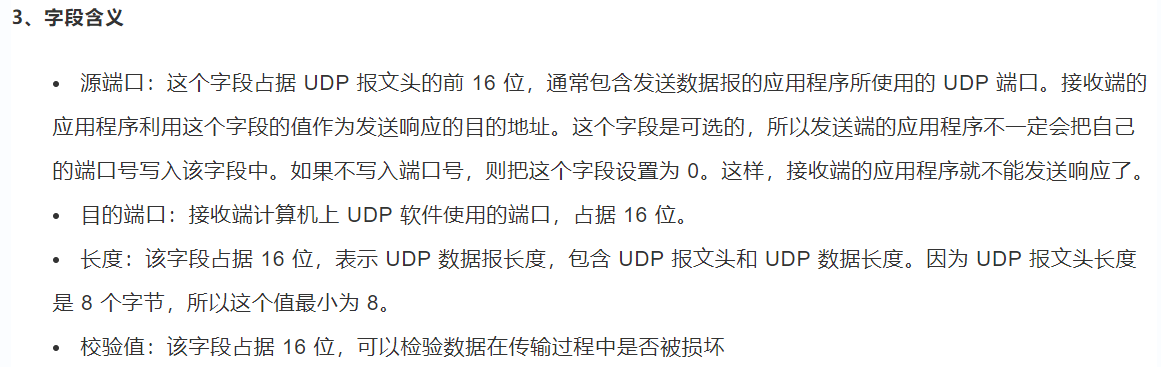 3、字段含义
• 源端口：这个字段占据 UDP 报文头的前 16 位，通常包含发送数据报的应用程序所使用的 UDP 端口。接收端的
应用程序利用这个字段的值作为发送响应的目的地址。这个字段是可选的，所以发送端的应用程序不一定会把自己
的端口号写入该字段中。如果不写入端口号，则把这个字段设置为 0。这样，接收端的应用程序就不能发送响应了。
• 目的端口：接收端计算机上 UDP 软件使用的端口，占据 16 位。
• 长度：该字段占据 16 位，表示 UDP 数据报长度，包含 UDP 报文头和 UDP 数据长度。因为 UDP 报文头长度
是 8 个字节，所以这个值最小为 8。
• 校验值：该字段占据 16 位，可以检验数据在传输过程中是否被损坏